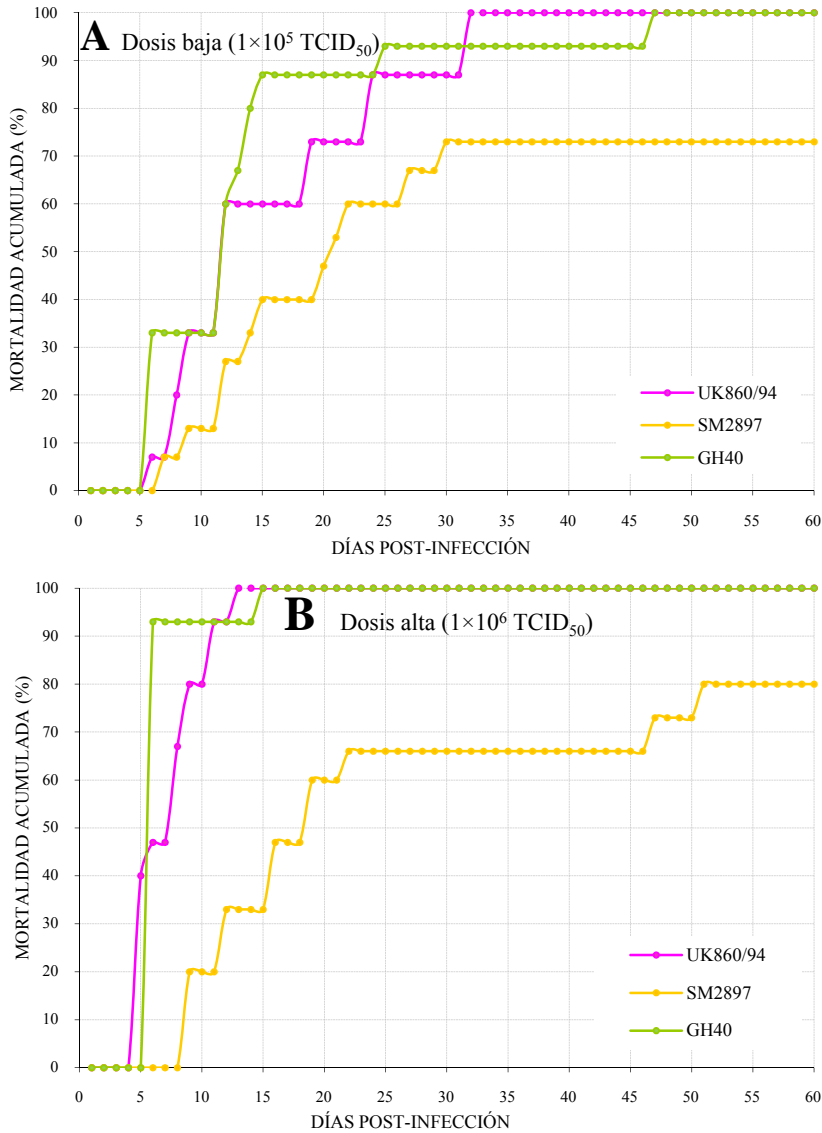 A Dosis baja (1×10⁵ TCID₅₀)
MORTALIDAD ACUMULADA (%)
100
90
80
70
60
50
40
30
20
10
0
UK860/94
SM2897
GH40
0 5 10 15 20 25 30 35 40 45 50 55 60
DÍAS POST-INFECCIÓN
B Dosis alta (1×10⁶ TCID₅₀)
MORTALIDAD ACUMULADA (%)
100
90
80
70
60
50
40
30
20
10
0
UK860/94
SM2897
GH40
0 5 10 15 20 25 30 35 40 45 50 55 60
DÍAS POST-INFECCIÓN